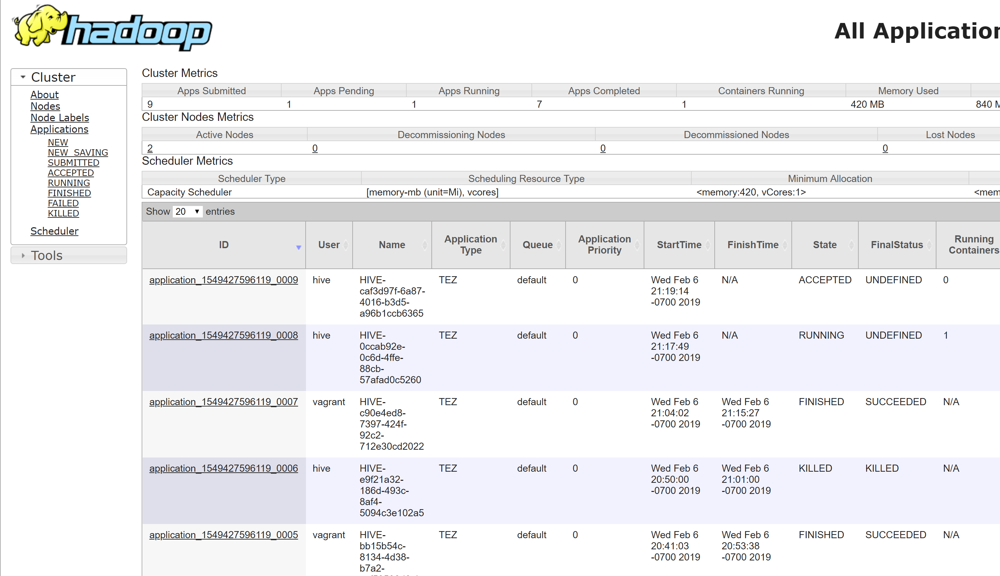 hadoop
All Application
Cluster
About
Nodes
Node Labels
Applications
NEW
NEW_SAVING
SUBMITTED
ACCEPTED
RUNNING
FINISHED
FAILED
KILLED
Scheduler
Tools
Cluster Metrics
Apps Submitted Apps Pending Apps Running Apps Completed Containers Running Memory Used
9 1 1 7 1 420 MB 840 M
Cluster Nodes Metrics
Active Nodes Decommissioning Nodes Decommissioned Nodes Lost Nodes
2 0 0 0
Scheduler Metrics
Scheduler Type Scheduling Resource Type Minimum Allocation
Capacity Scheduler [memory-mb (unit=Mi), vcores] <memory:420, vCores:1> <mem
Show 20 entries
ID User Name Application Type Queue Application Priority StartTime FinishTime State FinalStatus Running Containers
application_1549427596119_0009 hive HIVE- TEZ default 0 Wed Feb 6 N/A ACCEPTED UNDEFINED 0
caf3d97f-6a87- 21:19:14
4016-b3d5- -0700 2019
a96b1ccb6365
application_1549427596119_0008 hive HIVE- TEZ default 0 Wed Feb 6 N/A RUNNING UNDEFINED 1
0ccab92e- 21:17:49
0c6d-4ffe- -0700 2019
88cb-
57afad0c5260
application_1549427596119_0007 vagrant HIVE- TEZ default 0 Wed Feb 6 Wed Feb 6 FINISHED SUCCEEDED N/A
c90e4ed8- 21:04:02 21:15:27
7397-424f- -0700 2019 -0700 2019
92c2-
712e30cd2022
application_1549427596119_0006 hive HIVE- TEZ default 0 Wed Feb 6 Wed Feb 6 KILLED KILLED N/A
e9f21a32- 20:50:00 21:01:00
186d-493c- -0700 2019 -0700 2019
8af4-
5094c3e102a5
application_1549427596119_0005 vagrant HIVE- TEZ default 0 Wed Feb 6 Wed Feb 6 FINISHED SUCCEEDED N/A
bb15b54c- 20:41:03 20:53:38
8134-4d38- -0700 2019 -0700 2019
b7a2-